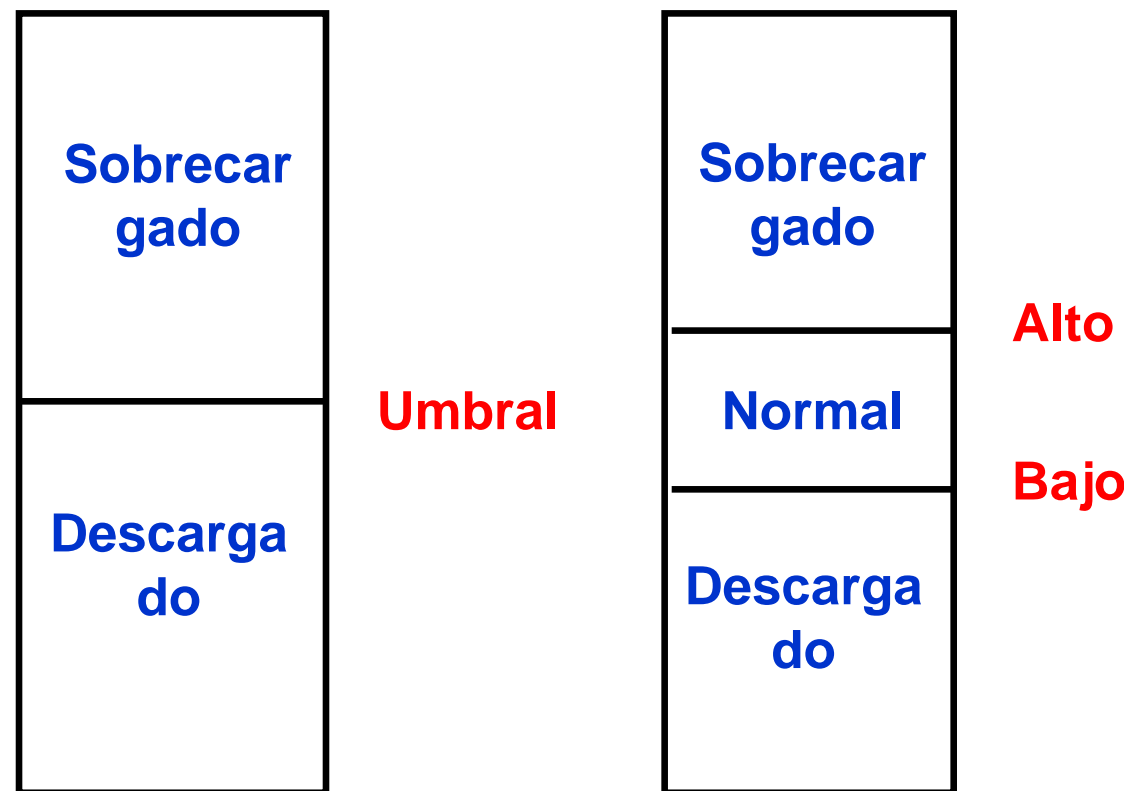 Sobrecar
gado
Descarga
do
Umbral
Sobrecar
gado
Normal
Descarga
do
Alto
Bajo